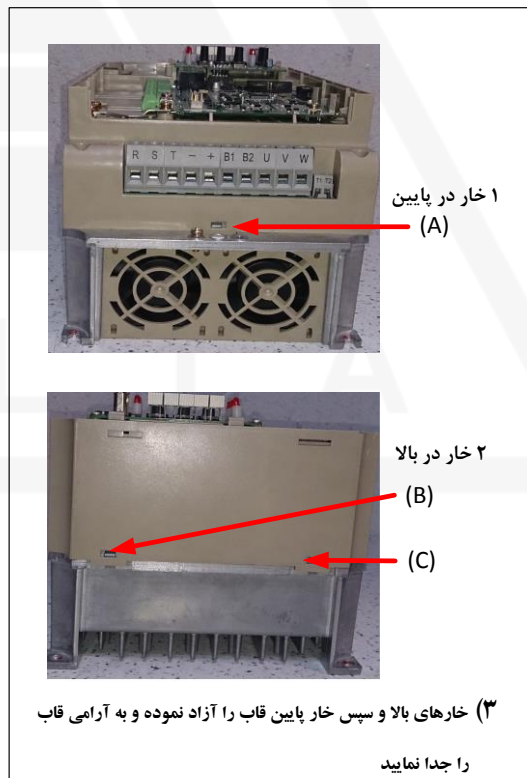 R S T − + B1 B2 U V W
T1 T2
۱ خار در پایین
(A)
۲ خار در بالا
(B)
(C)
۳) خارهای بالا و سپس خار پایین قاب را آزاد نموده و به آرامی قاب
را جدا نمایید